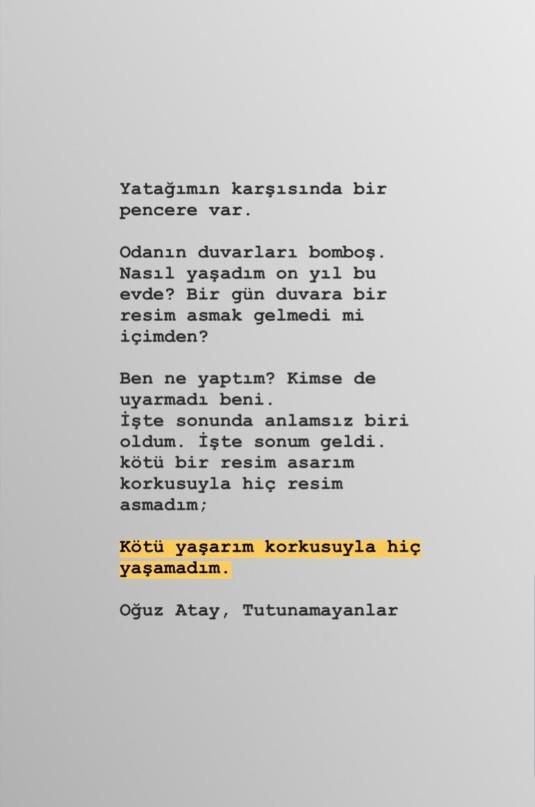 Yatağımın karşısında bir
pencere var.
Odanın duvarları bomboş.
Nasıl yaşadım on yıl bu
evde? Bir gün duvara bir
resim asmak gelmedi mi
içimden?
Ben ne yaptım? Kimse de
uyarmadı beni.
İşte sonunda anlamsız biri
oldum. İşte sonum geldi.
kötü bir resim asarım
korkusuyla hiç resim
asmadım;
Kötü yaşarım korkusuyla hiç
yaşamadım.
Oğuz Atay, Tutunamayanlar